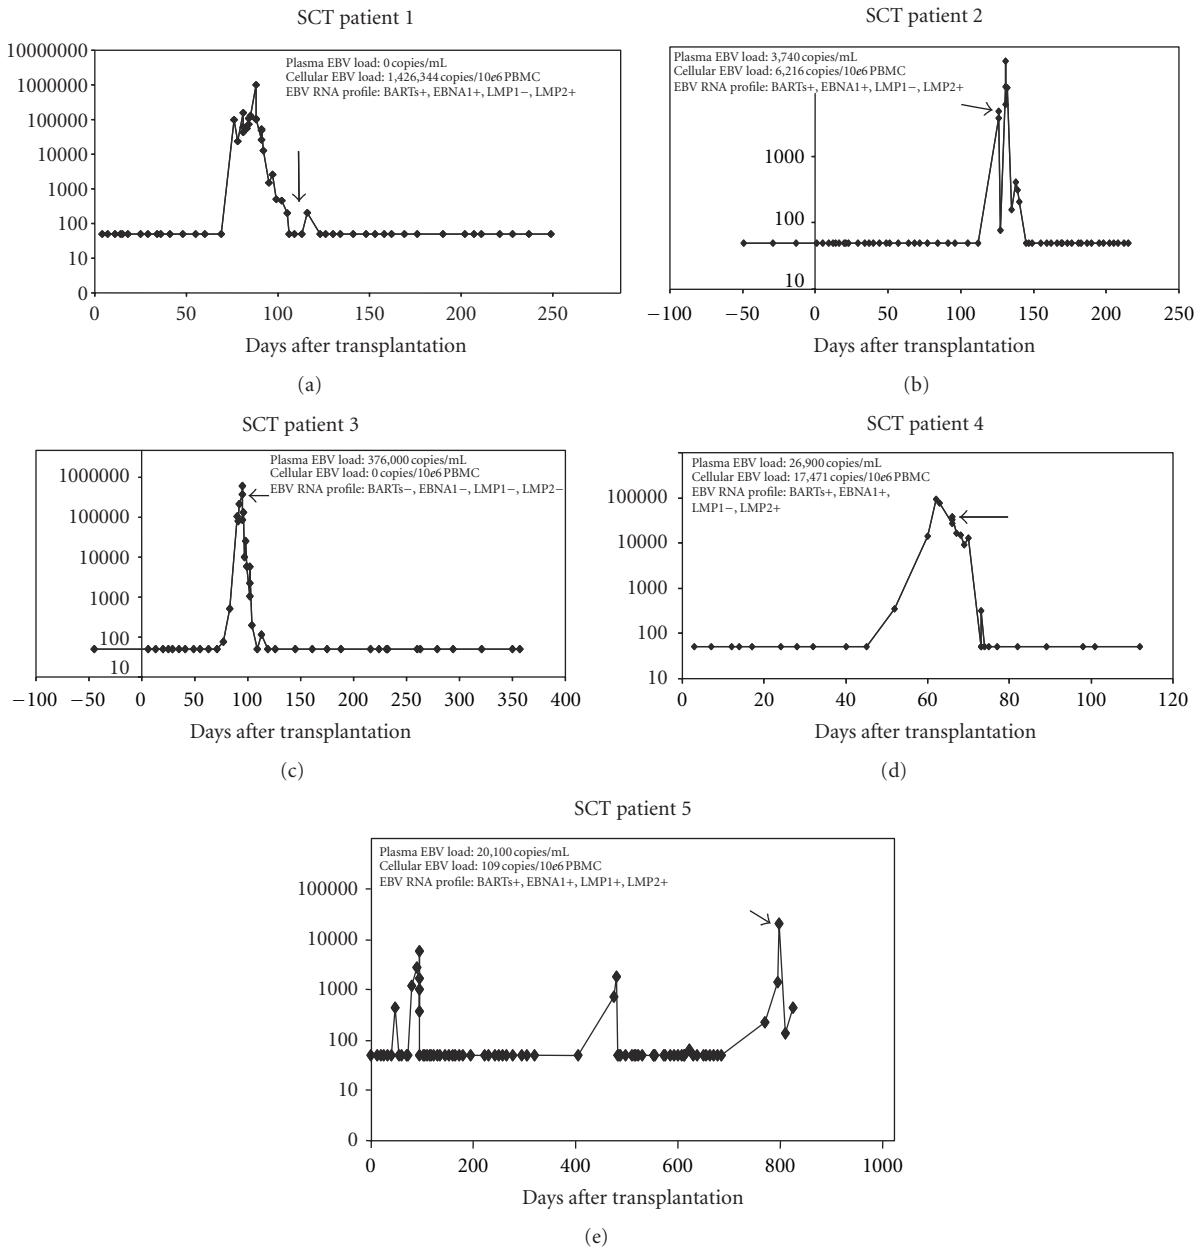 SCT patient 1
Plasma EBV load: 0 copies/mL
Cellular EBV load: 1,426,344 copies/10e6 PBMC
EBV RNA profile: BARTs+, EBNA1+, LMP1−, LMP2+
10000000
1000000
100000
10000
1000
100
10
0
0 50 100 150 200 250
Days after transplantation
(a)
SCT patient 2
Plasma EBV load: 3,740 copies/mL
Cellular EBV load: 6,216 copies/10e6 PBMC
EBV RNA profile: BARTs+, EBNA1+, LMP1−, LMP2+
1000
100
10
−100 −50 0 50 100 150 200 250
Days after transplantation
(b)
SCT patient 3
Plasma EBV load: 376,000 copies/mL
Cellular EBV load: 0 copies/10e6 PBMC
EBV RNA profile: BARTs−, EBNA1−, LMP1−, LMP2−
1000000
100000
10000
1000
100
10
−100 −50 0 50 100 150 200 250 300 350 400
Days after transplantation
(c)
SCT patient 4
Plasma EBV load: 26,900 copies/mL
Cellular EBV load: 17,471 copies/10e6 PBMC
EBV RNA profile: BARTs+, EBNA1+,
LMP1−, LMP2+
100000
10000
1000
100
10
0 20 40 60 80 100 120
Days after transplantation
(d)
SCT patient 5
Plasma EBV load: 20,100 copies/mL
Cellular EBV load: 109 copies/10e6 PBMC
EBV RNA profile: BARTs+, EBNA1+, LMP1+, LMP2+
100000
10000
1000
100
10
0
0 200 400 600 800 1000
Days after transplantation
(e)